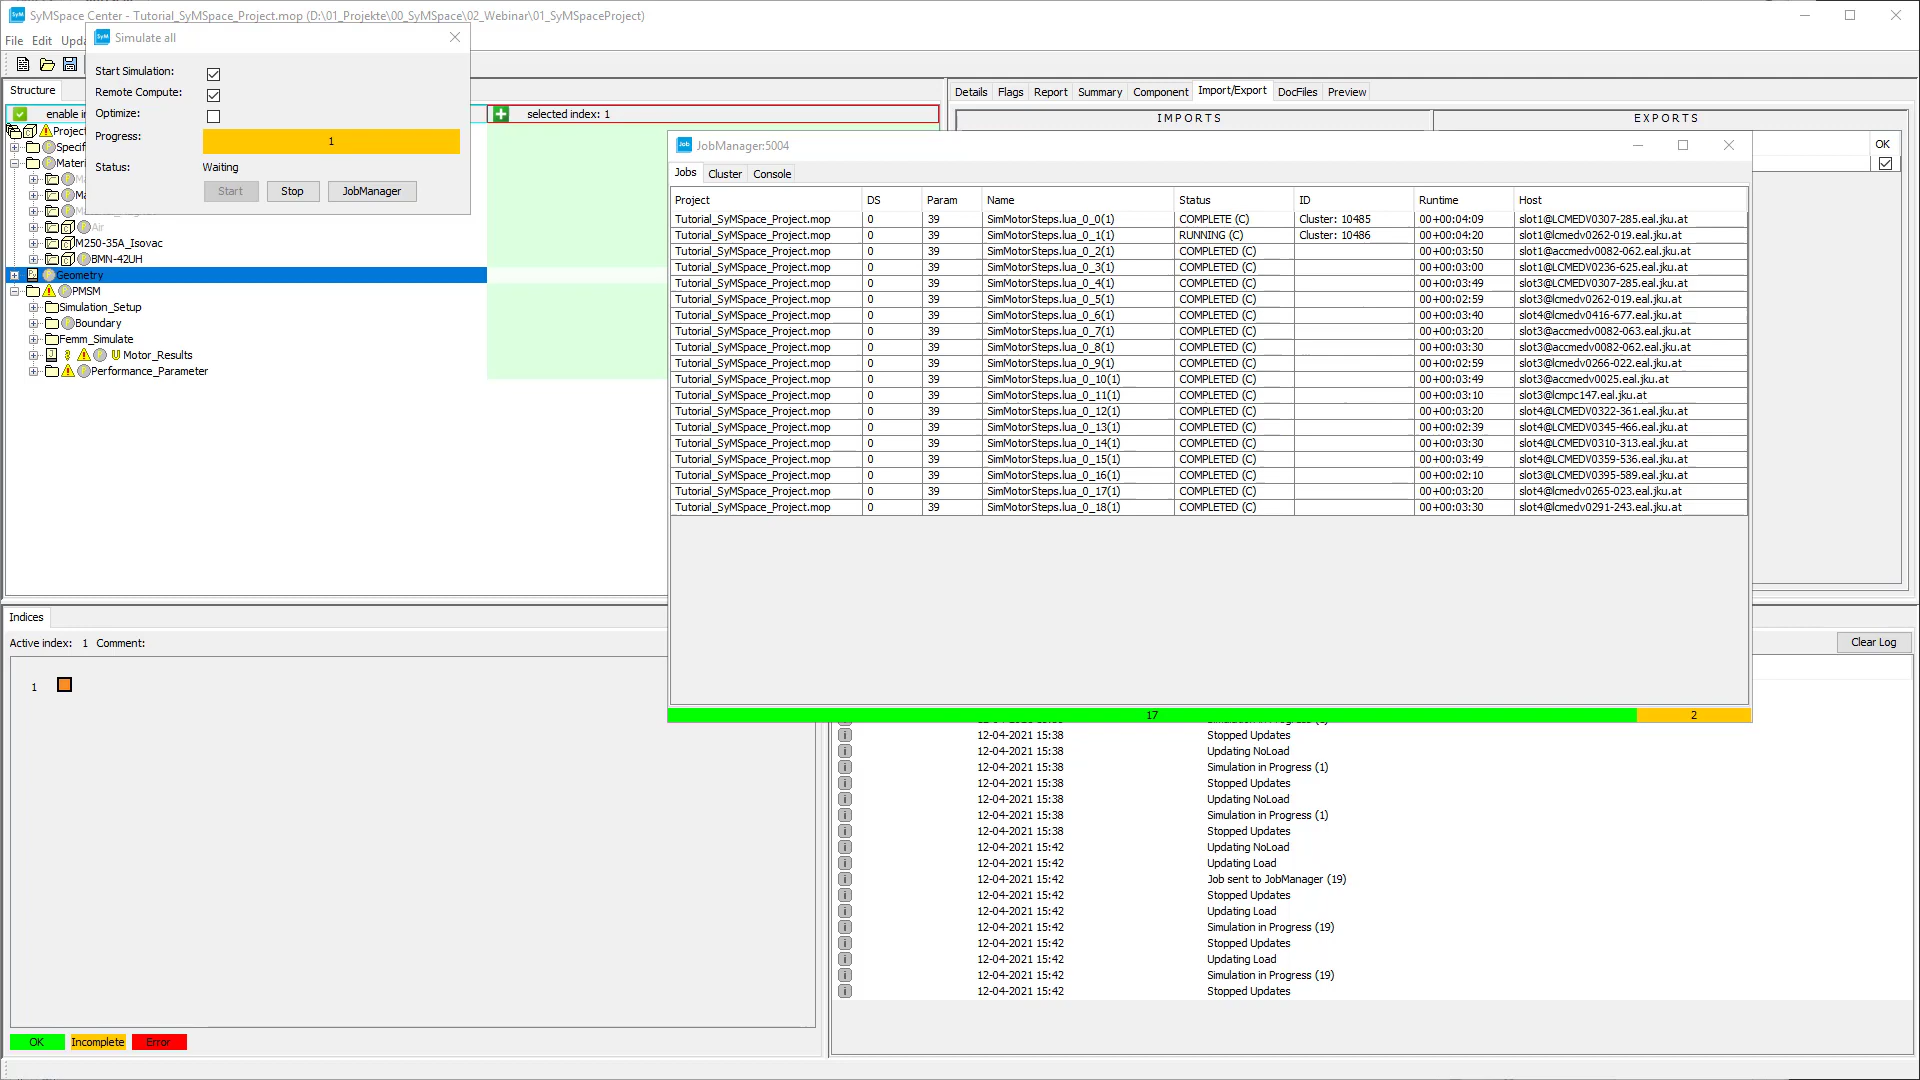 SyMSpace Center - Tutorial_SyMSpace_Project.mop (D:\01_Projekte\00_SyMSpace\02_Webinar\01_SyMSpaceProject)
File Edit Upda
Simulate all
Start Simulation:
Remote Compute:
Optimize:
Progress: 1
Status: Waiting
Start Stop JobManager
Structure
enable in
selected index: 1
Project
Specif
Materi
Air
M250-35A_Isovac
BMN-42UH
Geometry
PMSM
Simulation_Setup
Boundary
Femm_Simulate
Motor_Results
Performance_Parameter
Details Flags Report Summary Component Import/Export DocFiles Preview
IMPORTS EXPORTS
OK
JobManager:5004
Jobs Cluster Console
Project DS Param Name Status ID Runtime Host
Tutorial_SyMSpace_Project.mop 0 39 SimMotorSteps.lua_0_0(1) COMPLETE (C) Cluster: 10485 00+00:04:09 slot1@LCMEDV0307-285.eal.jku.at
Tutorial_SyMSpace_Project.mop 0 39 SimMotorSteps.lua_0_1(1) RUNNING (C) Cluster: 10486 00+00:04:20 slot1@lcmedv0262-019.eal.jku.at
Tutorial_SyMSpace_Project.mop 0 39 SimMotorSteps.lua_0_2(1) COMPLETED (C) 00+00:03:50 slot1@accmedv0082-062.eal.jku.at
Tutorial_SyMSpace_Project.mop 0 39 SimMotorSteps.lua_0_3(1) COMPLETED (C) 00+00:03:00 slot1@LCMEDV0236-625.eal.jku.at
Tutorial_SyMSpace_Project.mop 0 39 SimMotorSteps.lua_0_4(1) COMPLETED (C) 00+00:03:49 slot3@LCMEDV0307-285.eal.jku.at
Tutorial_SyMSpace_Project.mop 0 39 SimMotorSteps.lua_0_5(1) COMPLETED (C) 00+00:02:59 slot3@lcmedv0262-019.eal.jku.at
Tutorial_SyMSpace_Project.mop 0 39 SimMotorSteps.lua_0_6(1) COMPLETED (C) 00+00:03:40 slot4@lcmedv0416-677.eal.jku.at
Tutorial_SyMSpace_Project.mop 0 39 SimMotorSteps.lua_0_7(1) COMPLETED (C) 00+00:03:20 slot3@accmedv0082-063.eal.jku.at
Tutorial_SyMSpace_Project.mop 0 39 SimMotorSteps.lua_0_8(1) COMPLETED (C) 00+00:03:30 slot3@accmedv0082-062.eal.jku.at
Tutorial_SyMSpace_Project.mop 0 39 SimMotorSteps.lua_0_9(1) COMPLETED (C) 00+00:02:59 slot3@lcmedv0266-022.eal.jku.at
Tutorial_SyMSpace_Project.mop 0 39 SimMotorSteps.lua_0_10(1) COMPLETED (C) 00+00:03:49 slot3@accmedv0025.eal.jku.at
Tutorial_SyMSpace_Project.mop 0 39 SimMotorSteps.lua_0_11(1) COMPLETED (C) 00+00:03:10 slot3@lcmpc147.eal.jku.at
Tutorial_SyMSpace_Project.mop 0 39 SimMotorSteps.lua_0_12(1) COMPLETED (C) 00+00:03:20 slot4@LCMEDV0322-361.eal.jku.at
Tutorial_SyMSpace_Project.mop 0 39 SimMotorSteps.lua_0_13(1) COMPLETED (C) 00+00:02:39 slot4@LCMEDV0345-466.eal.jku.at
Tutorial_SyMSpace_Project.mop 0 39 SimMotorSteps.lua_0_14(1) COMPLETED (C) 00+00:03:30 slot4@LCMEDV0310-313.eal.jku.at
Tutorial_SyMSpace_Project.mop 0 39 SimMotorSteps.lua_0_15(1) COMPLETED (C) 00+00:03:49 slot4@LCMEDV0359-536.eal.jku.at
Tutorial_SyMSpace_Project.mop 0 39 SimMotorSteps.lua_0_16(1) COMPLETED (C) 00+00:02:10 slot3@LCMEDV0395-589.eal.jku.at
Tutorial_SyMSpace_Project.mop 0 39 SimMotorSteps.lua_0_17(1) COMPLETED (C) 00+00:03:20 slot4@lcmedv0265-023.eal.jku.at
Tutorial_SyMSpace_Project.mop 0 39 SimMotorSteps.lua_0_18(1) COMPLETED (C) 00+00:03:30 slot4@lcmedv0291-243.eal.jku.at
17 2
Indices
Active index: 1 Comment:
1
OK Incomplete Error
Clear Log
12-04-2021 15:38 Stopped Updates
12-04-2021 15:38 Updating NoLoad
12-04-2021 15:38 Simulation in Progress (1)
12-04-2021 15:38 Stopped Updates
12-04-2021 15:38 Updating NoLoad
12-04-2021 15:38 Simulation in Progress (1)
12-04-2021 15:38 Stopped Updates
12-04-2021 15:42 Updating NoLoad
12-04-2021 15:42 Updating Load
12-04-2021 15:42 Job sent to JobManager (19)
12-04-2021 15:42 Stopped Updates
12-04-2021 15:42 Updating Load
12-04-2021 15:42 Simulation in Progress (19)
12-04-2021 15:42 Stopped Updates
12-04-2021 15:42 Updating Load
12-04-2021 15:42 Simulation in Progress (19)
12-04-2021 15:42 Stopped Updates